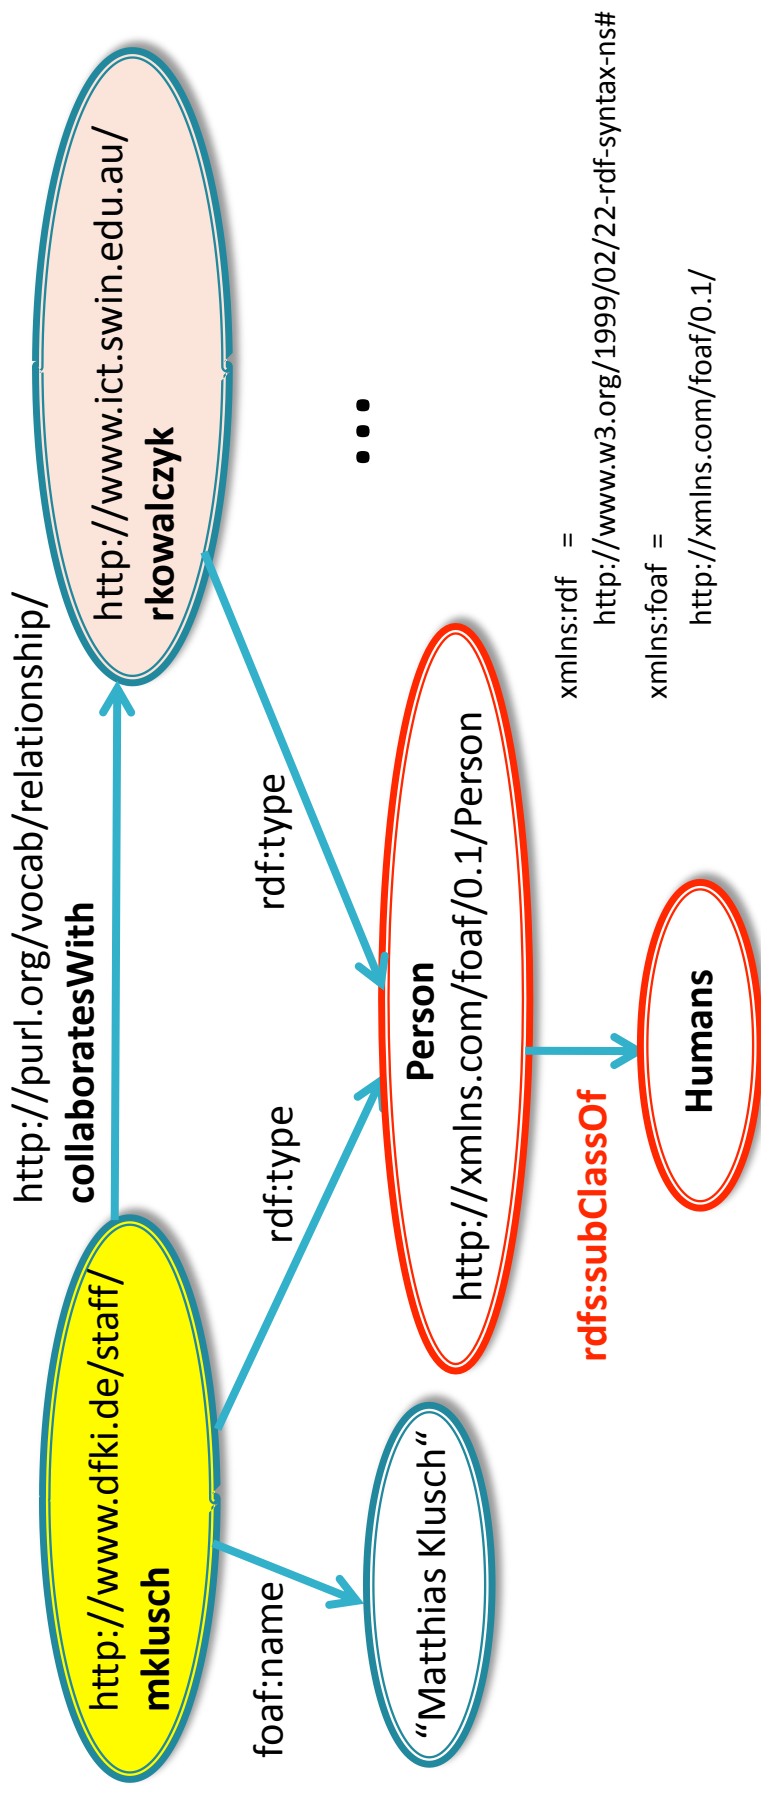 http://purl.org/vocab/relationship/
collaboratesWith
http://www.dfki.de/staff/
mklusch
http://www.ict.swin.edu.au/
rkowalczyk
foaf:name
rdf:type
rdf:type
...
“Matthias Klusch“
Person
http://xmlns.com/foaf/0.1/Person
rdfs:subClassOf
Humans
xmlns:rdf =
http://www.w3.org/1999/02/22-rdf-syntax-ns#
xmlns:foaf =
http://xmlns.com/foaf/0.1/